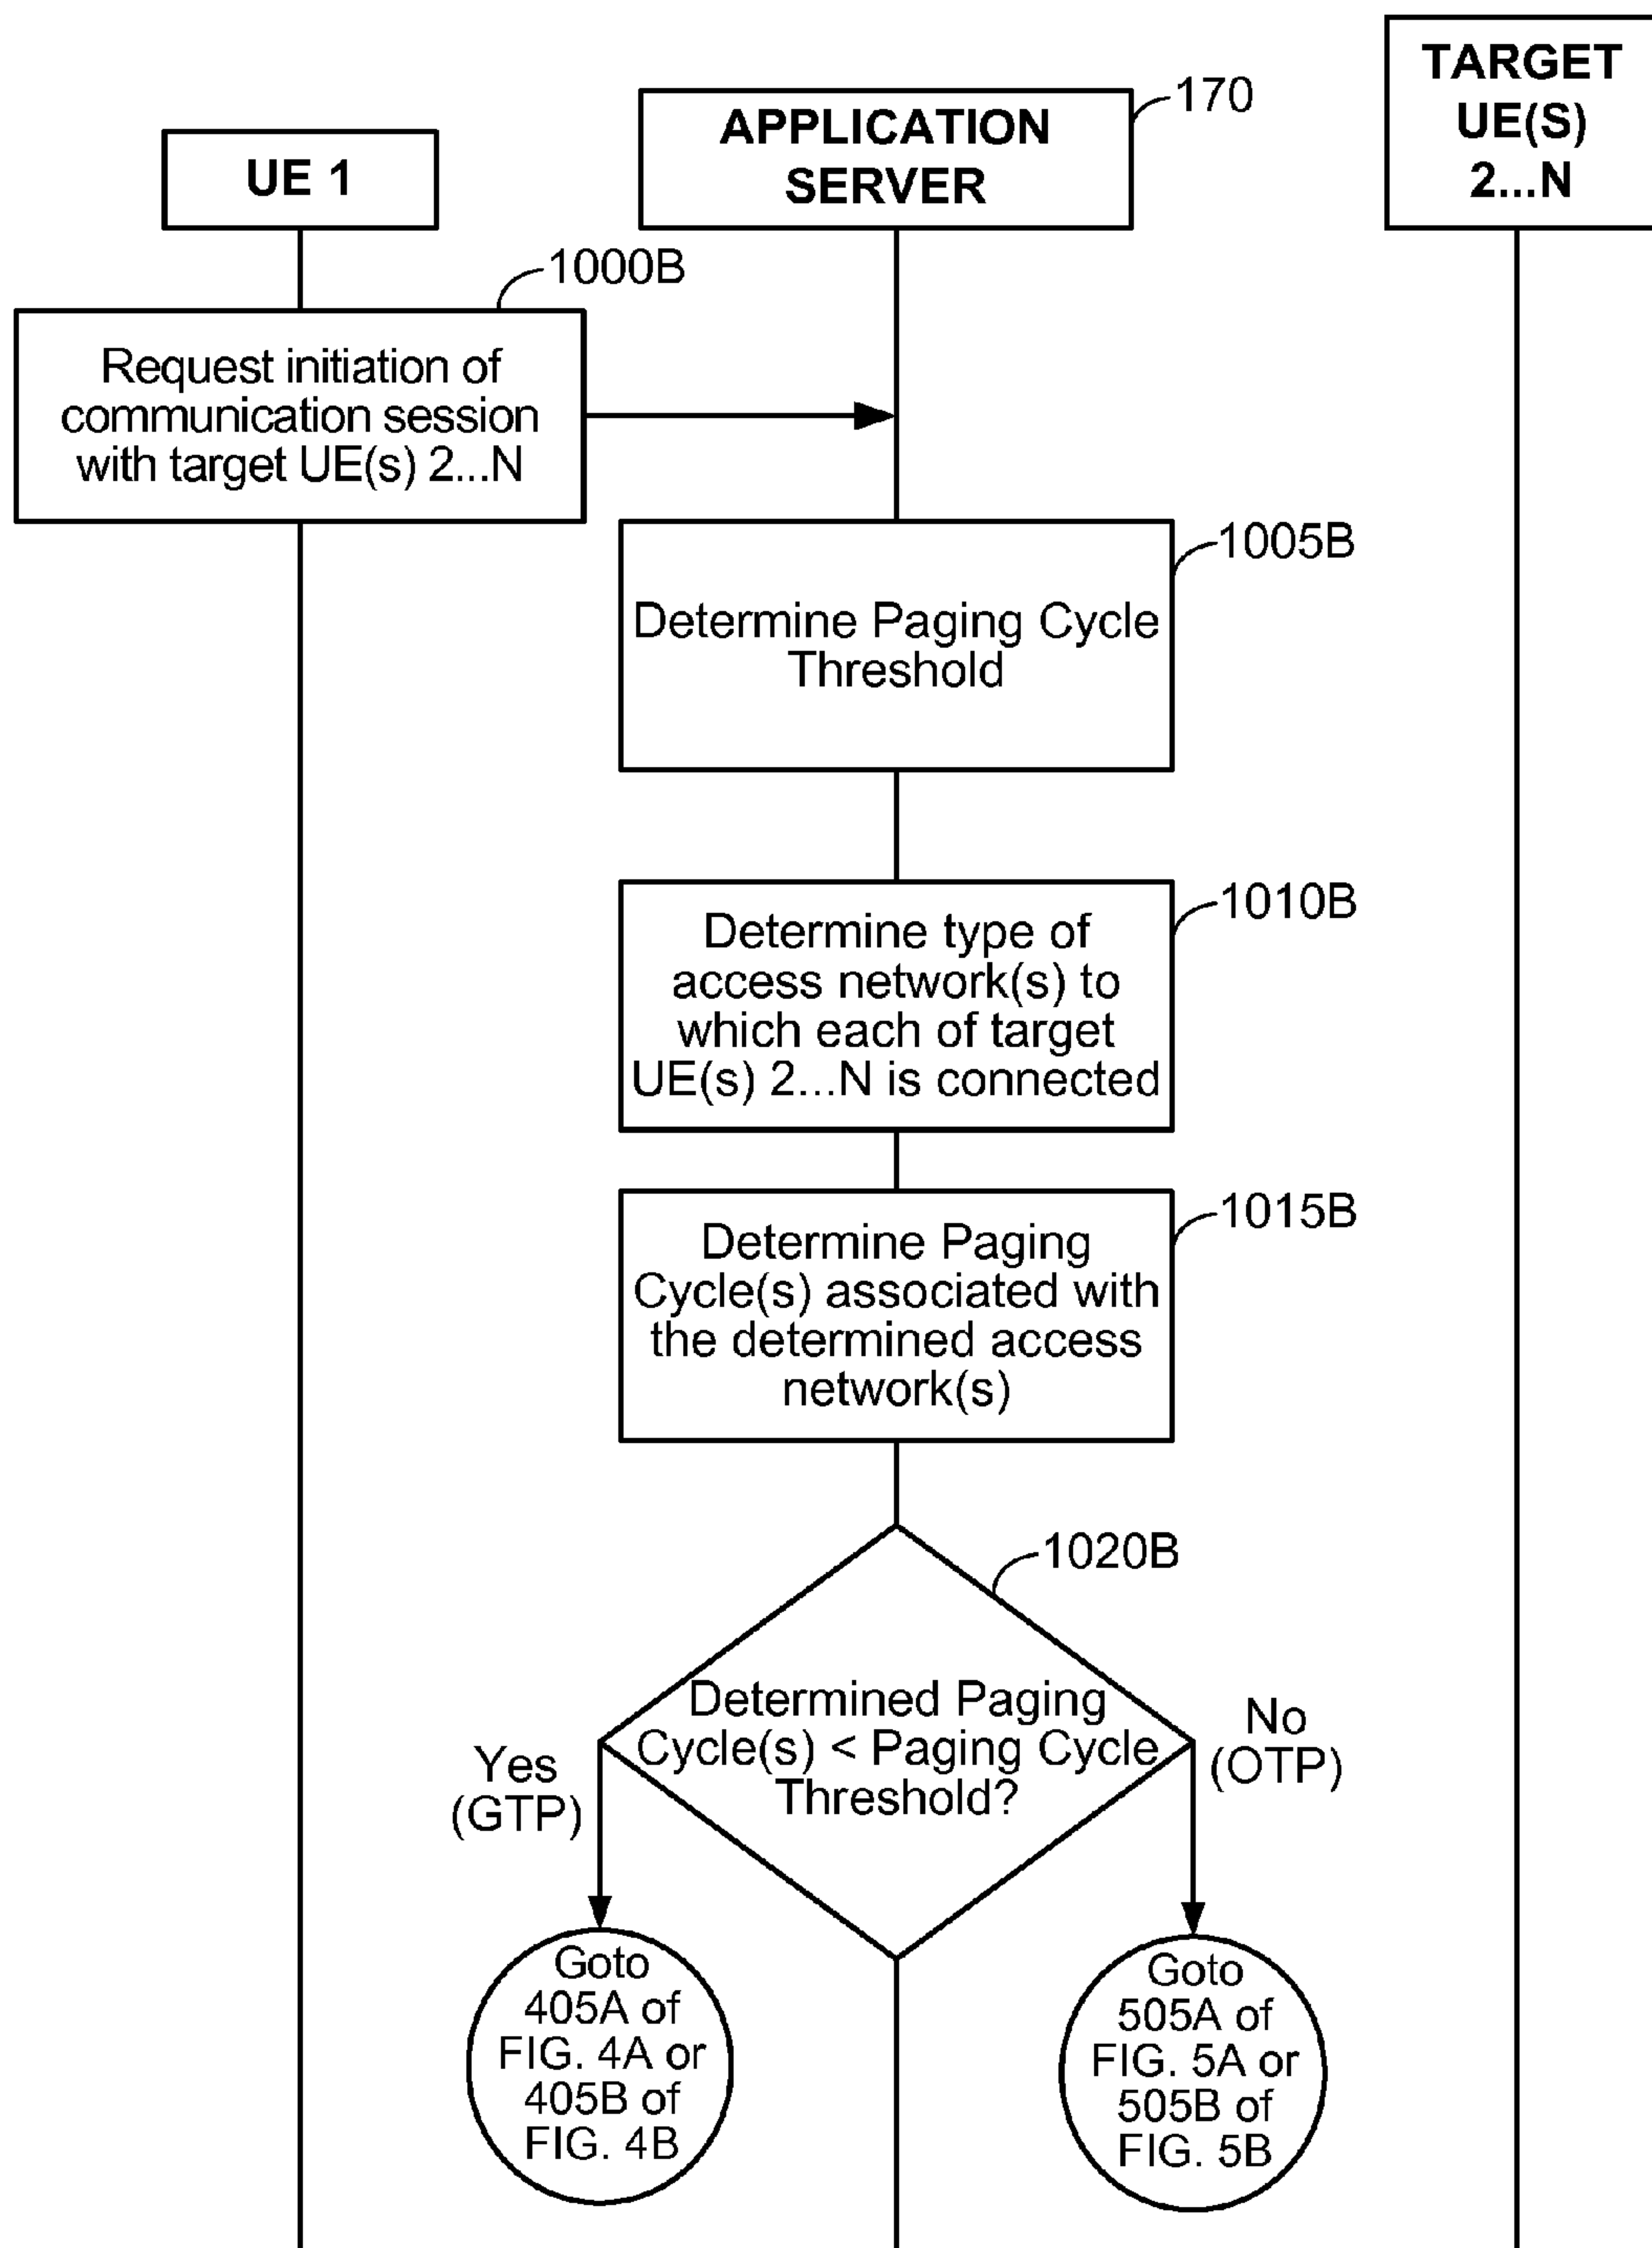 UE 1
APPLICATION
SERVER
170
TARGET
UE(S)
2...N
1000B
Request initiation of
communication session
with target UE(s) 2...N
1005B
Determine Paging Cycle
Threshold
1010B
Determine type of
access network(s) to
which each of target
UE(s) 2...N is connected
1015B
Determine Paging
Cycle(s) associated with
the determined access
network(s)
1020B
Determined Paging
Cycle(s) < Paging Cycle
Threshold?
Yes
(GTP)
No
(OTP)
Goto
405A of
FIG. 4A or
405B of
FIG. 4B
Goto
505A of
FIG. 5A or
505B of
FIG. 5B